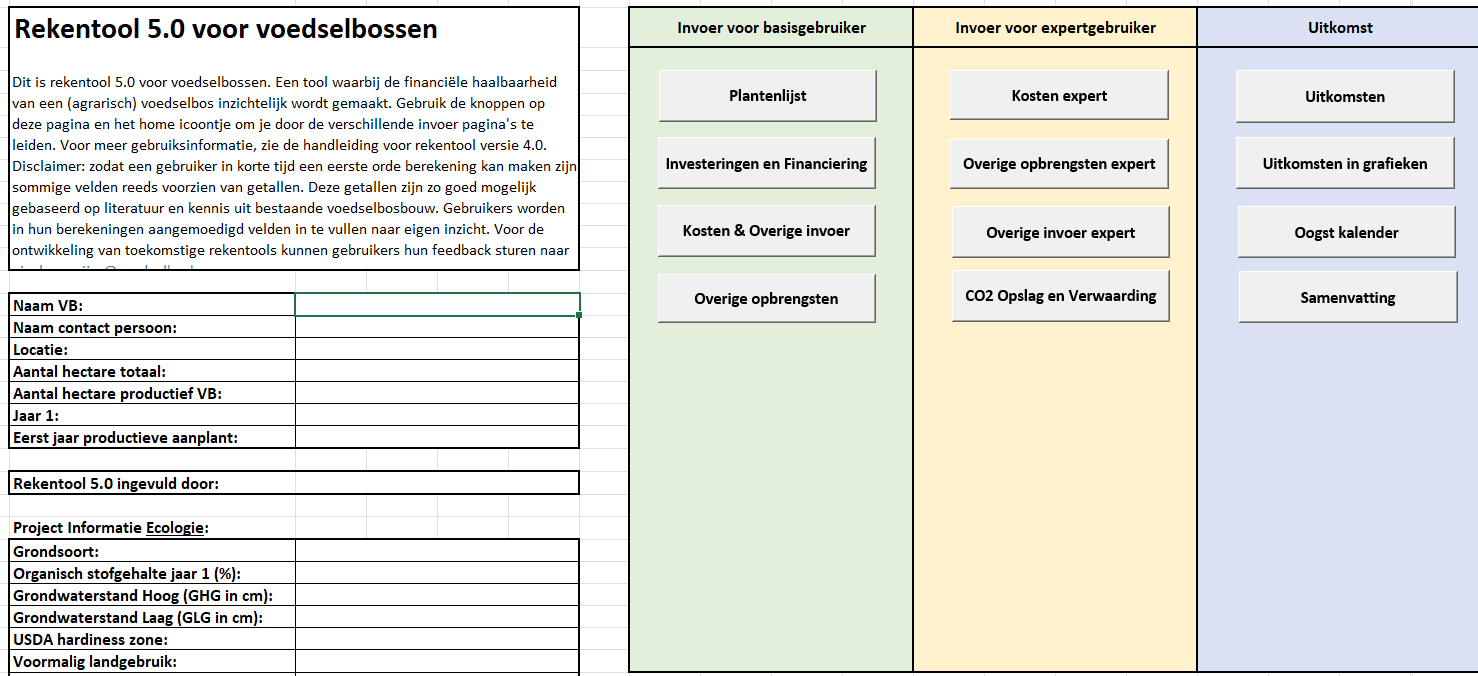 Rekentool 5.0 voor voedselbossen
Dit is rekentool 5.0 voor voedselbossen. Een tool waarbij de financiële haalbaarheid
van een (agrarisch) voedselbos inzichtelijk wordt gemaakt. Gebruik de knoppen op
deze pagina en het home icoontje om je door de verschillende invoer pagina's te
leiden. Voor meer gebruiksinformatie, zie de handleiding voor rekentool versie 4.0.
Disclaimer: zodat een gebruiker in korte tijd een eerste orde berekening kan maken zijn
sommige velden reeds voorzien van getallen. Deze getallen zijn zo goed mogelijk
gebaseerd op literatuur en kennis uit bestaande voedselbosbouw. Gebruikers worden
in hun berekeningen aangemoedigd velden in te vullen naar eigen inzicht. Voor de
ontwikkeling van toekomstige rekentools kunnen gebruikers hun feedback sturen naar
Naam VB:
Naam contact persoon:
Locatie:
Aantal hectare totaal:
Aantal hectare productief VB:
Jaar 1:
Eerst jaar productieve aanplant:
Rekentool 5.0 ingevuld door:
Project Informatie Ecologie:
Grondsoort:
Organisch stofgehalte jaar 1 (%):
Grondwaterstand Hoog (GHG in cm):
Grondwaterstand Laag (GLG in cm):
USDA hardiness zone:
Voormalig landgebruik:
Invoer voor basisgebruiker
Plantenlijst
Investeringen en Financiering
Kosten & Overige invoer
Overige opbrengsten
Invoer voor expertgebruiker
Kosten expert
Overige opbrengsten expert
Overige invoer expert
CO2 Opslag en Verwaarding
Uitkomst
Uitkomsten
Uitkomsten in grafieken
Oogst kalender
Samenvatting